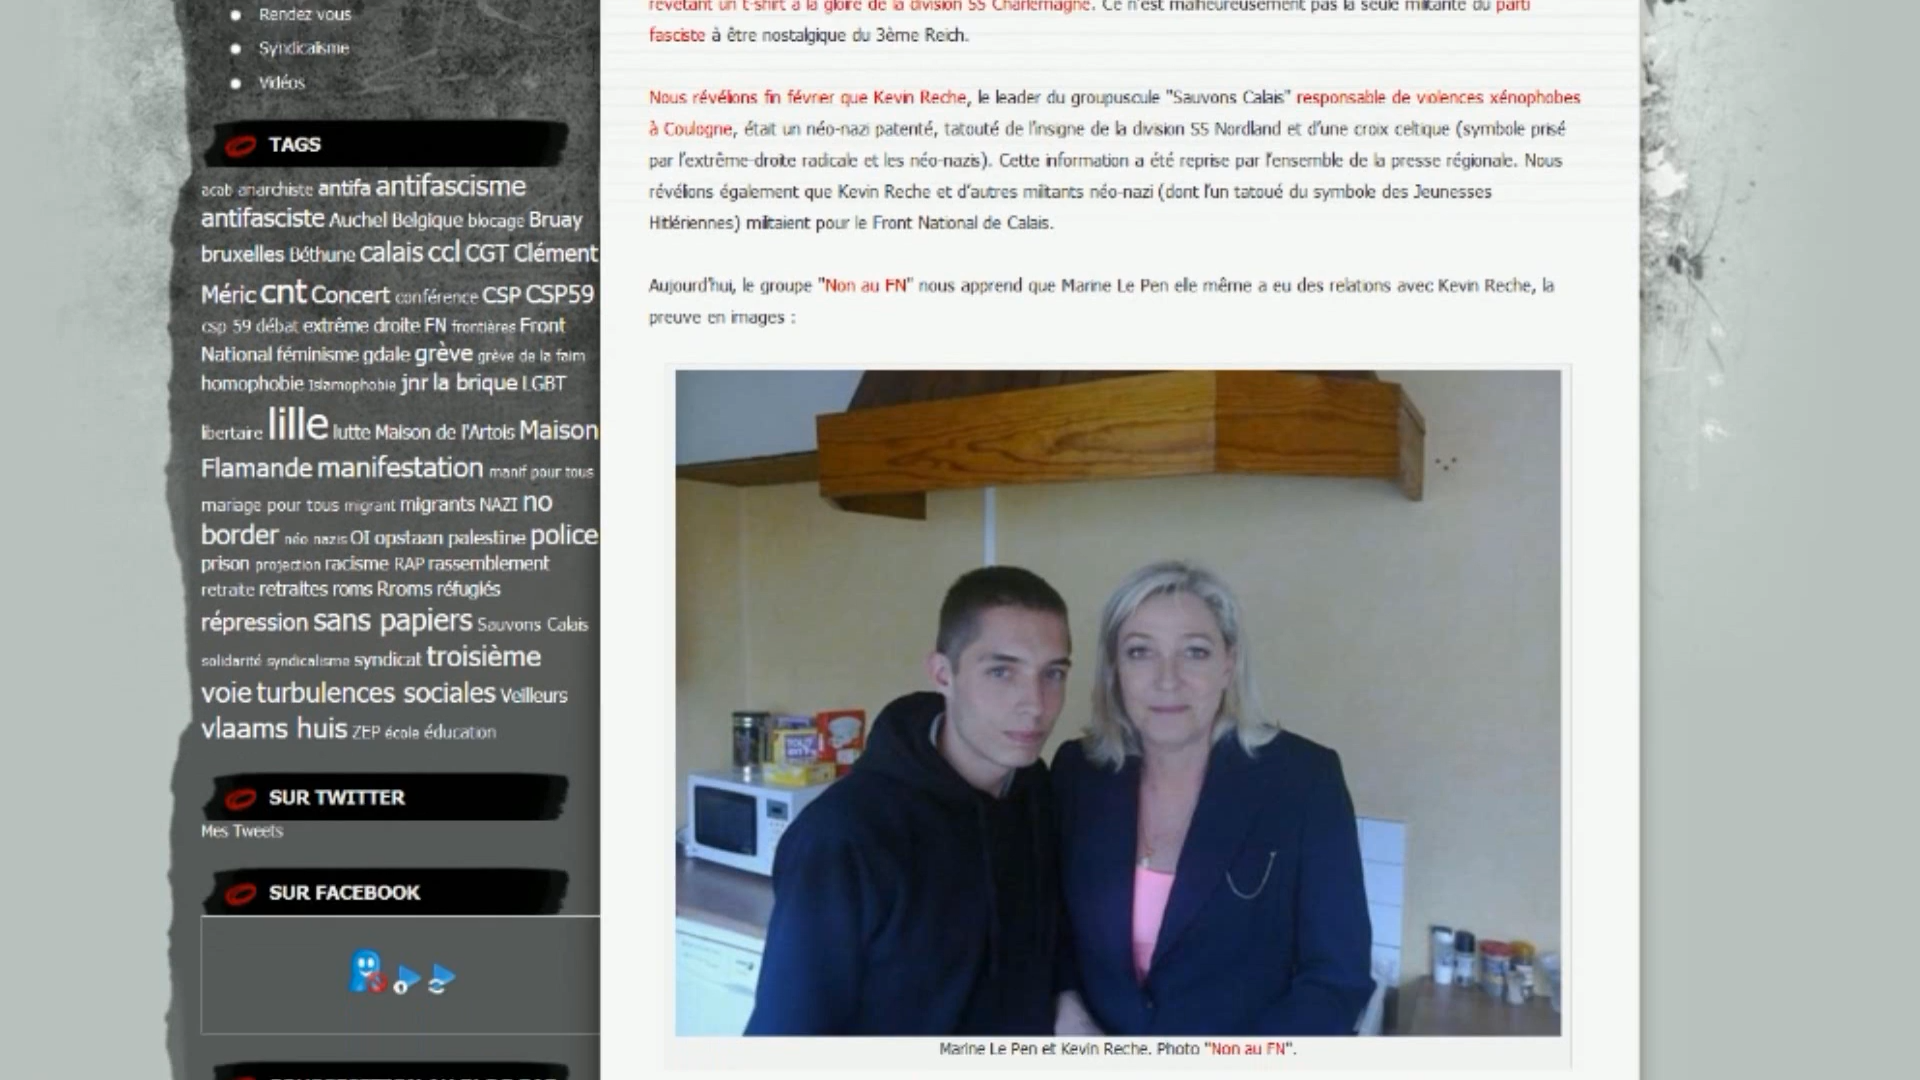 Rendez vous
Syndicalisme
Vidéos
TAGS
acab anarchiste antifa antifascisme
antifasciste Auchel Belgique blocage Bruay
bruxelles Béthune calais ccl CGT Clément
Méric cnt Concert conférence CSP CSP59
csp 59 débat extrême droite FN frontières Front
National féminisme gdale grève grève de la faim
homophobie Islamophobie jnr la brique LGBT
libertaire lille lutte Maison de l'Artois Maison
Flamande manifestation manif pour tous
mariage pour tous migrant migrants NAZI no
border néo nazis OI opstaan palestine police
prison projection racisme RAP rassemblement
retraite retraites roms Rroms réfugiés
répression sans papiers Sauvons Calais
solidarité syndicalisme syndicat troisième
voie turbulences sociales Veilleurs
vlaams huis ZEP école éducation
SUR TWITTER
Mes Tweets
SUR FACEBOOK
revêtant un t-shirt à la gloire de la division SS Charlemagne. Ce n'est malheureusement pas la seule militante du parti
fasciste à être nostalgique du 3ème Reich.
Nous révélions fin février que Kevin Reche, le leader du groupuscule "Sauvons Calais" responsable de violences xénophobes
à Coulogne, était un néo-nazi patenté, tatouté de l'insigne de la division SS Nordland et d'une croix celtique (symbole prisé
par l'extrême-droite radicale et les néo-nazis). Cette information a été reprise par l'ensemble de la presse régionale. Nous
révélions également que Kevin Reche et d'autres militants néo-nazi (dont l'un tatoué du symbole des Jeunesses
Hitlériennes) militaient pour le Front National de Calais.
Aujourd'hui, le groupe "Non au FN" nous apprend que Marine Le Pen elle même a eu des relations avec Kevin Reche, la
preuve en images :
Marine Le Pen et Kevin Reche. Photo "Non au FN".